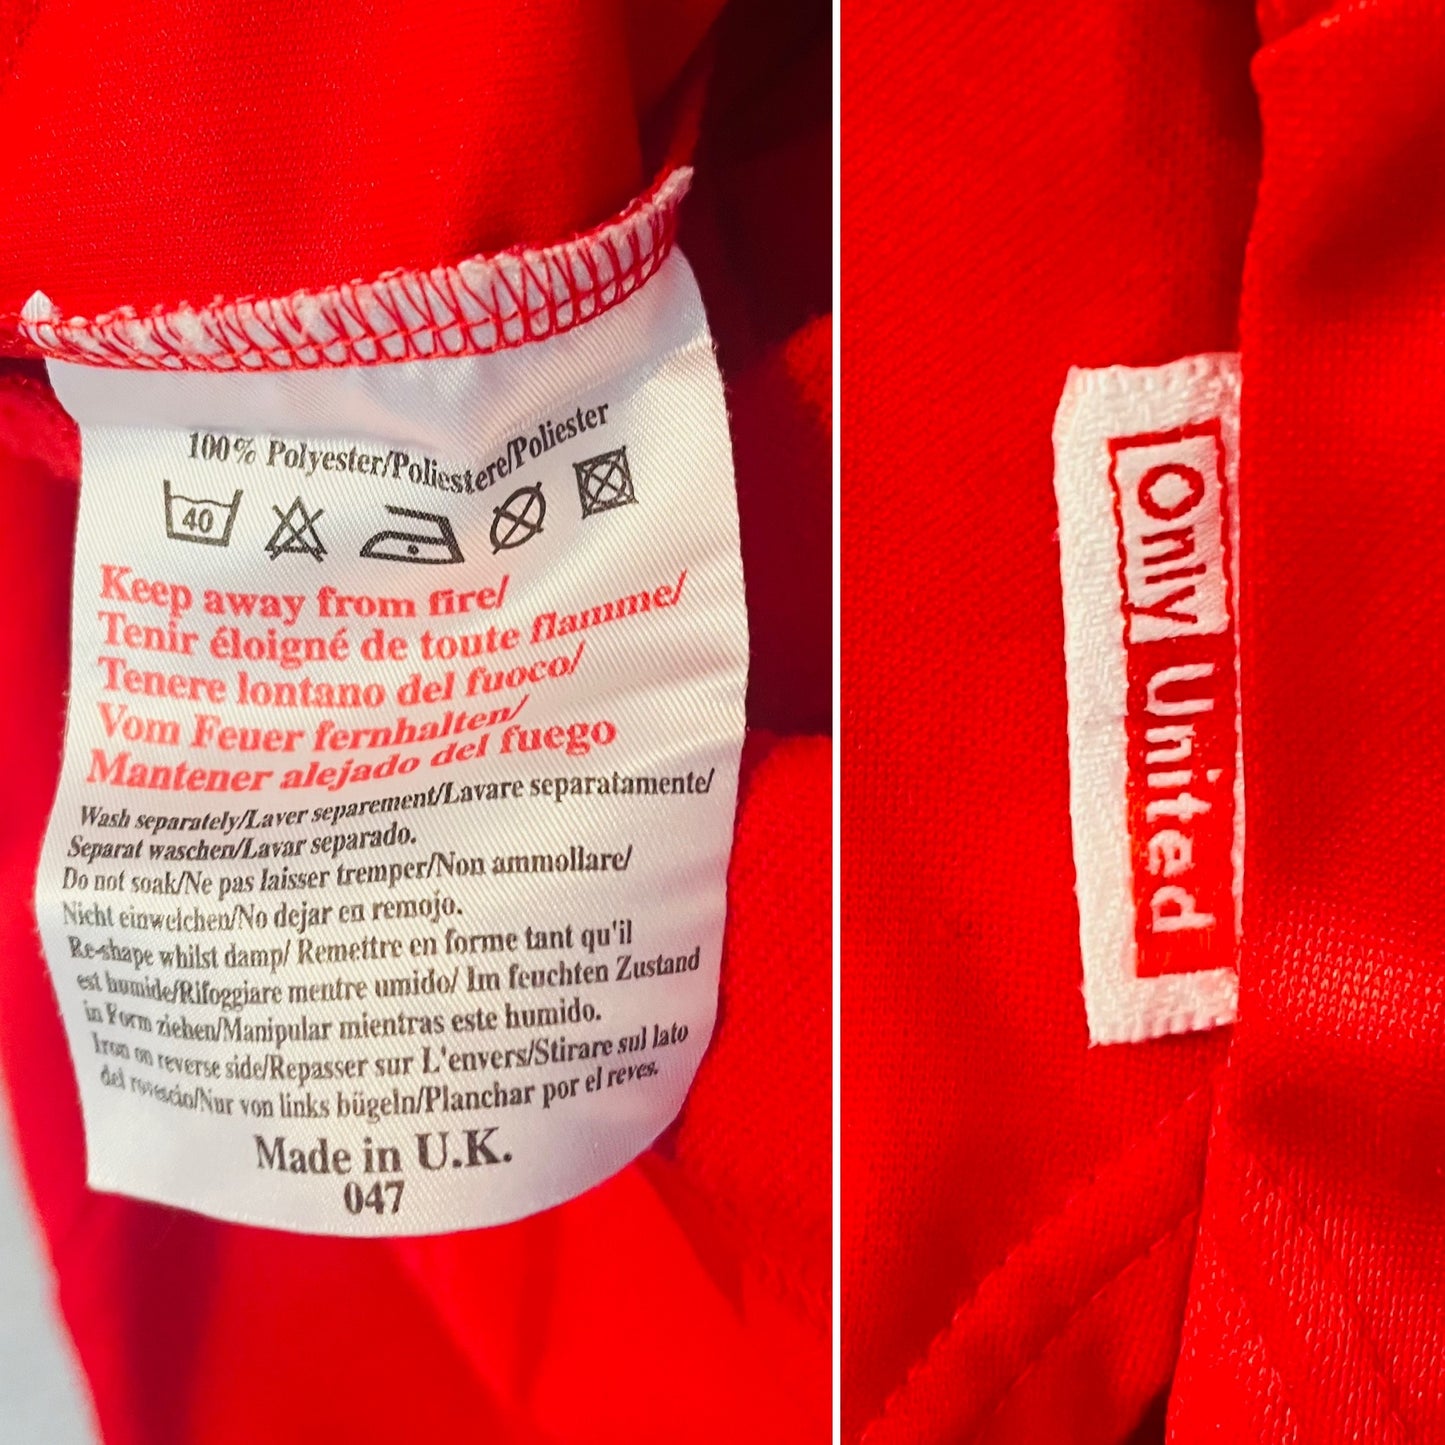 100% Polyester/Poliestere/Poliester
40
Keep away from fire/
Tenir éloigné de toute flamme/
Tenere lontano del fuoco/
Vom Feuer fernhalten/
Mantener alejado del fuego
Wash separately/Laver separement/Lavare separatamente/
Separat waschen/Lavar separado.
Do not soak/Ne pas laisser tremper/Non ammollare/
Nicht einweichen/No dejar en remojo.
Re-shape whilst damp/ Remettre en forme tant qu'il
est humide/Rifoggiare mentre umido/ Im feuchten Zustand
in Form ziehen/Manipular mientras este humido.
Iron on reverse side/Repasser sur L'envers/Stirare sul lato
del rovescio/Nur von links bügeln/Planchar por el reves.
Made in U.K.
047
Only United